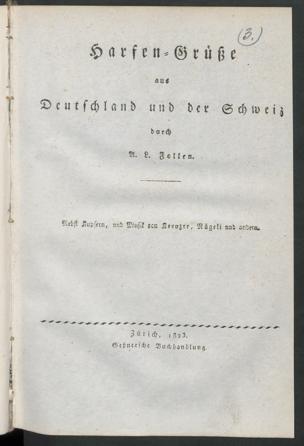 3.
Harfen-Grüße
aus
Deutschland und der Schweiz
durch
A. L. Follen.
Nebst Kupfern, und Musik von Kreuzer, Nägeli und andern.
Zürich, 1823.
Geßnersche Buchhandlung.